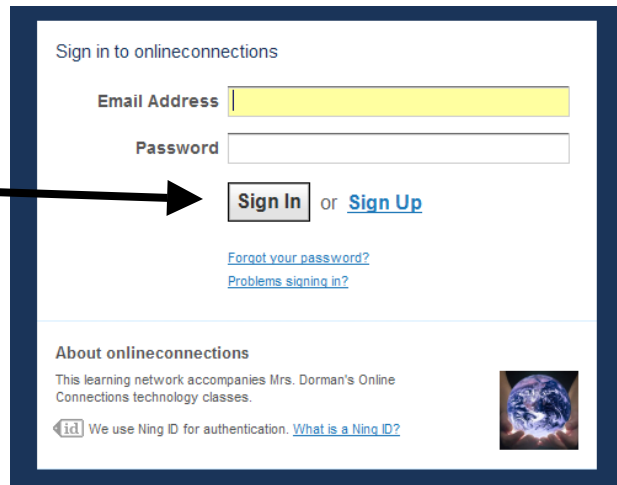 Sign in to onlineconnections
Email Address
Password
Sign In or Sign Up
Forgot your password?
Problems signing in?
About onlineconnections
This learning network accompanies Mrs. Dorman's Online
Connections technology classes.
id We use Ning ID for authentication. What is a Ning ID?